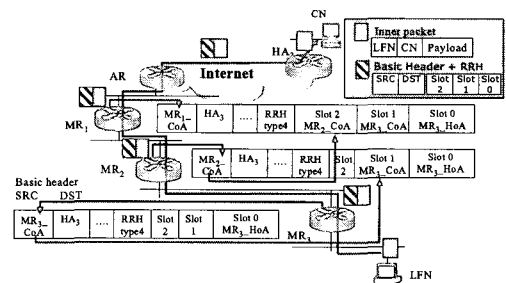 CN
Inner packet
LFN CN Payload
Basic Header + RRH
SRC DST Slot 2 Slot 1 Slot 0
HA
AR
Internet
MR1
MR1_CoA HA3 .... RRH type4 Slot 2 MR2_CoA Slot 1 MR3_CoA Slot 0 MR3_HoA
MR2
MR2_CoA HA3 .... RRH type4 Slot 2 Slot 1 MR3_CoA Slot 0 MR3_HoA
Basic header
SRC DST
MR3_CoA HA3 .... RRH type4 Slot 2 Slot 1 Slot 0 MR3_HoA
MR3
LFN